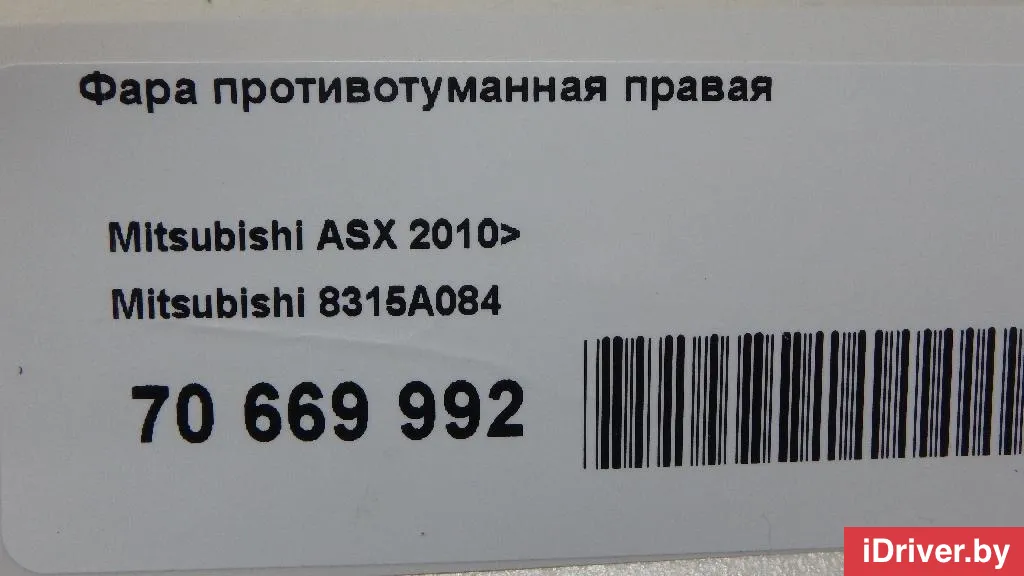 Фара противотуманная правая
Mitsubishi ASX 2010>
Mitsubishi 8315A084
70 669 992
iDriver.by